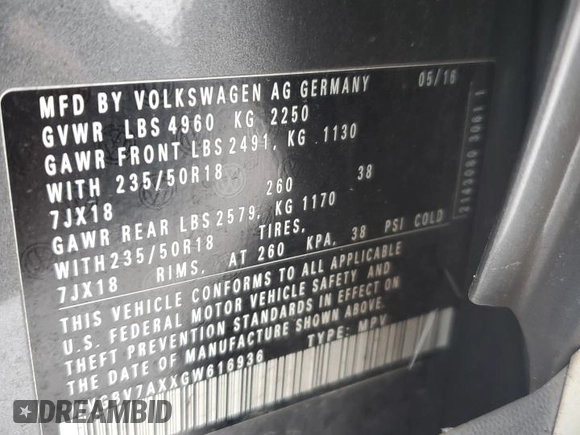 MFD BY VOLKSWAGEN AG GERMANY 05/16
GVWR LBS 4960 KG 2250
GAWR FRONT LBS 2491, KG 1130
WITH 235/50R18
7JX18 260 38
GAWR REAR LBS 2579, KG 1170
WITH 235/50R18 TIRES,
7JX18 RIMS, AT 260 KPA, 38 PSI COLD
THIS VEHICLE CONFORMS TO ALL APPLICABLE
U.S. FEDERAL MOTOR VEHICLE SAFETY AND
THEFT PREVENTION STANDARDS IN EFFECT ON
THE DATE OF MANUFACTURE SHOWN ABOVE.
TYPE: MPV
DREAMBID